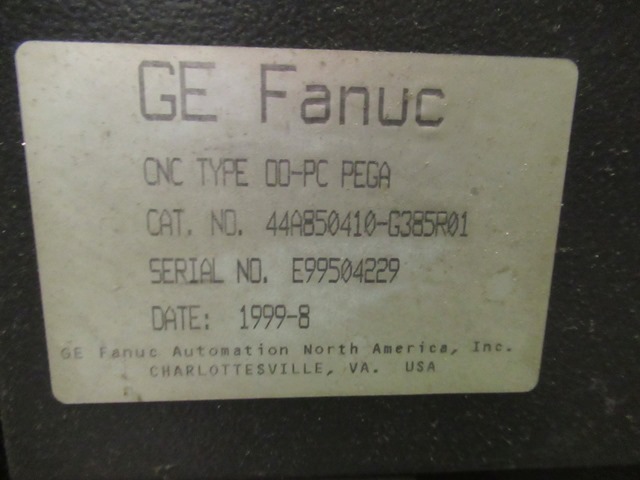 GE Fanuc
CNC TYPE 00-PC PEGA
CAT. NO. 44A850410-G385R01
SERIAL NO. E99504229
DATE: 1999-8
GE Fanuc Automation North America, Inc.
CHARLOTTESVILLE, VA. USA